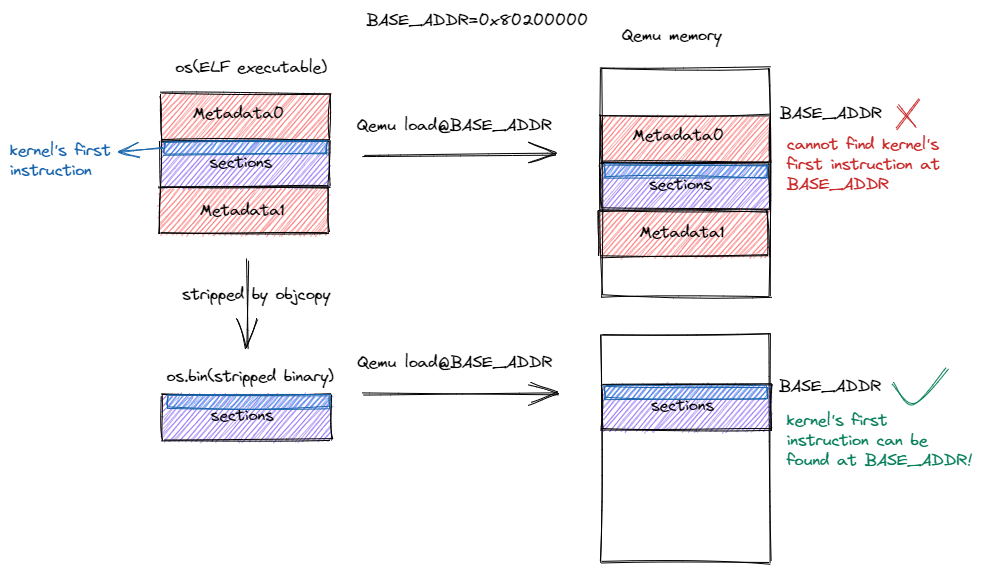 BASE_ADDR=0x80200000
Qemu memory
os(ELF executable)
Metadata0
kernel's first
instruction
sections
Metadata1
Qemu load@BASE_ADDR
Metadata0
sections
Metadata1
BASE_ADDR
cannot find kernel's
first instruction at
BASE_ADDR
stripped by objcopy
os.bin(stripped binary)
sections
Qemu load@BASE_ADDR
sections
BASE_ADDR
kernel's first
instruction can be
found at BASE_ADDR!